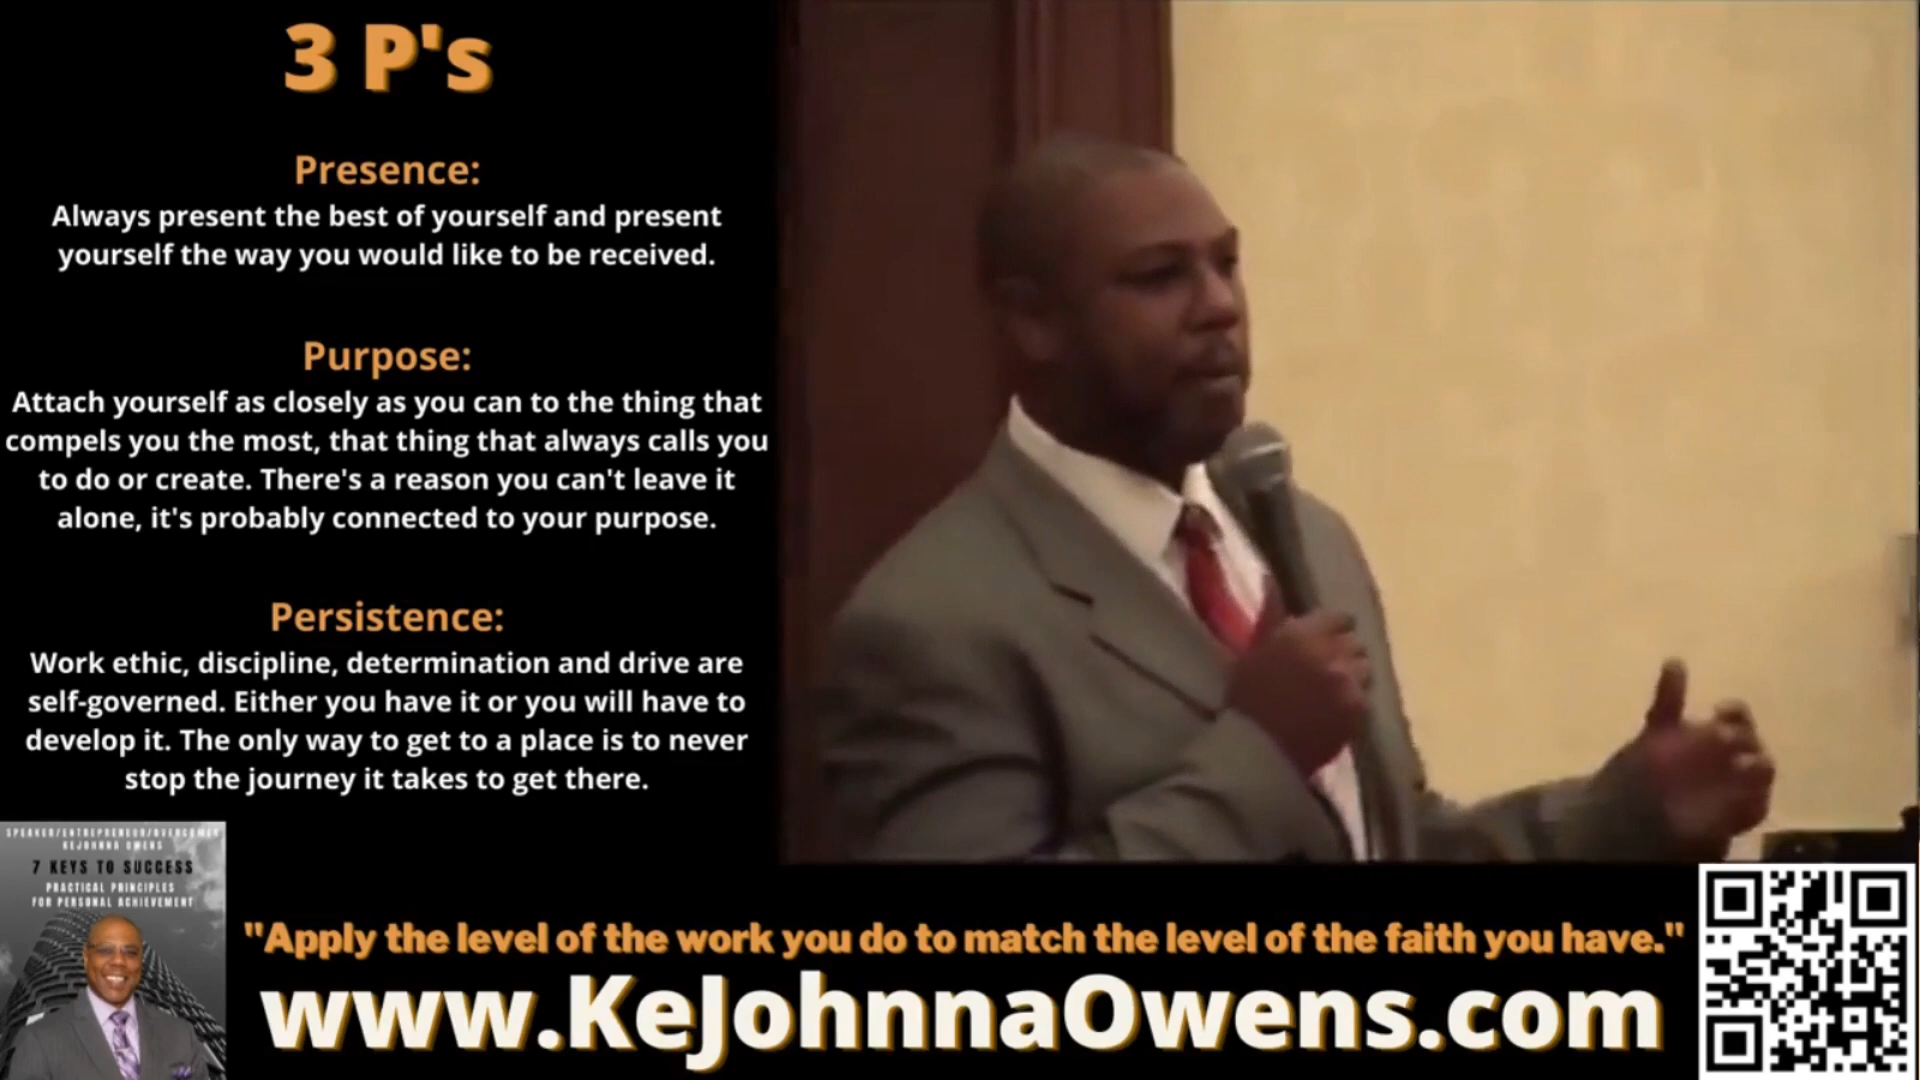 3 P's
Presence:
Always present the best of yourself and present
yourself the way you would like to be received.
Purpose:
Attach yourself as closely as you can to the thing that
compels you the most, that thing that always calls you
to do or create. There's a reason you can't leave it
alone, it's probably connected to your purpose.
Persistence:
Work ethic, discipline, determination and drive are
self-governed. Either you have it or you will have to
develop it. The only way to get to a place is to never
stop the journey it takes to get there.
SPEAKER/ENTREPRENEUR/OVERCOMER
KEJOHNNA OWENS
7 KEYS TO SUCCESS
PRACTICAL PRINCIPLES
FOR PERSONAL ACHIEVEMENT
"Apply the level of the work you do to match the level of the faith you have."
www.KeJohnnaOwens.com